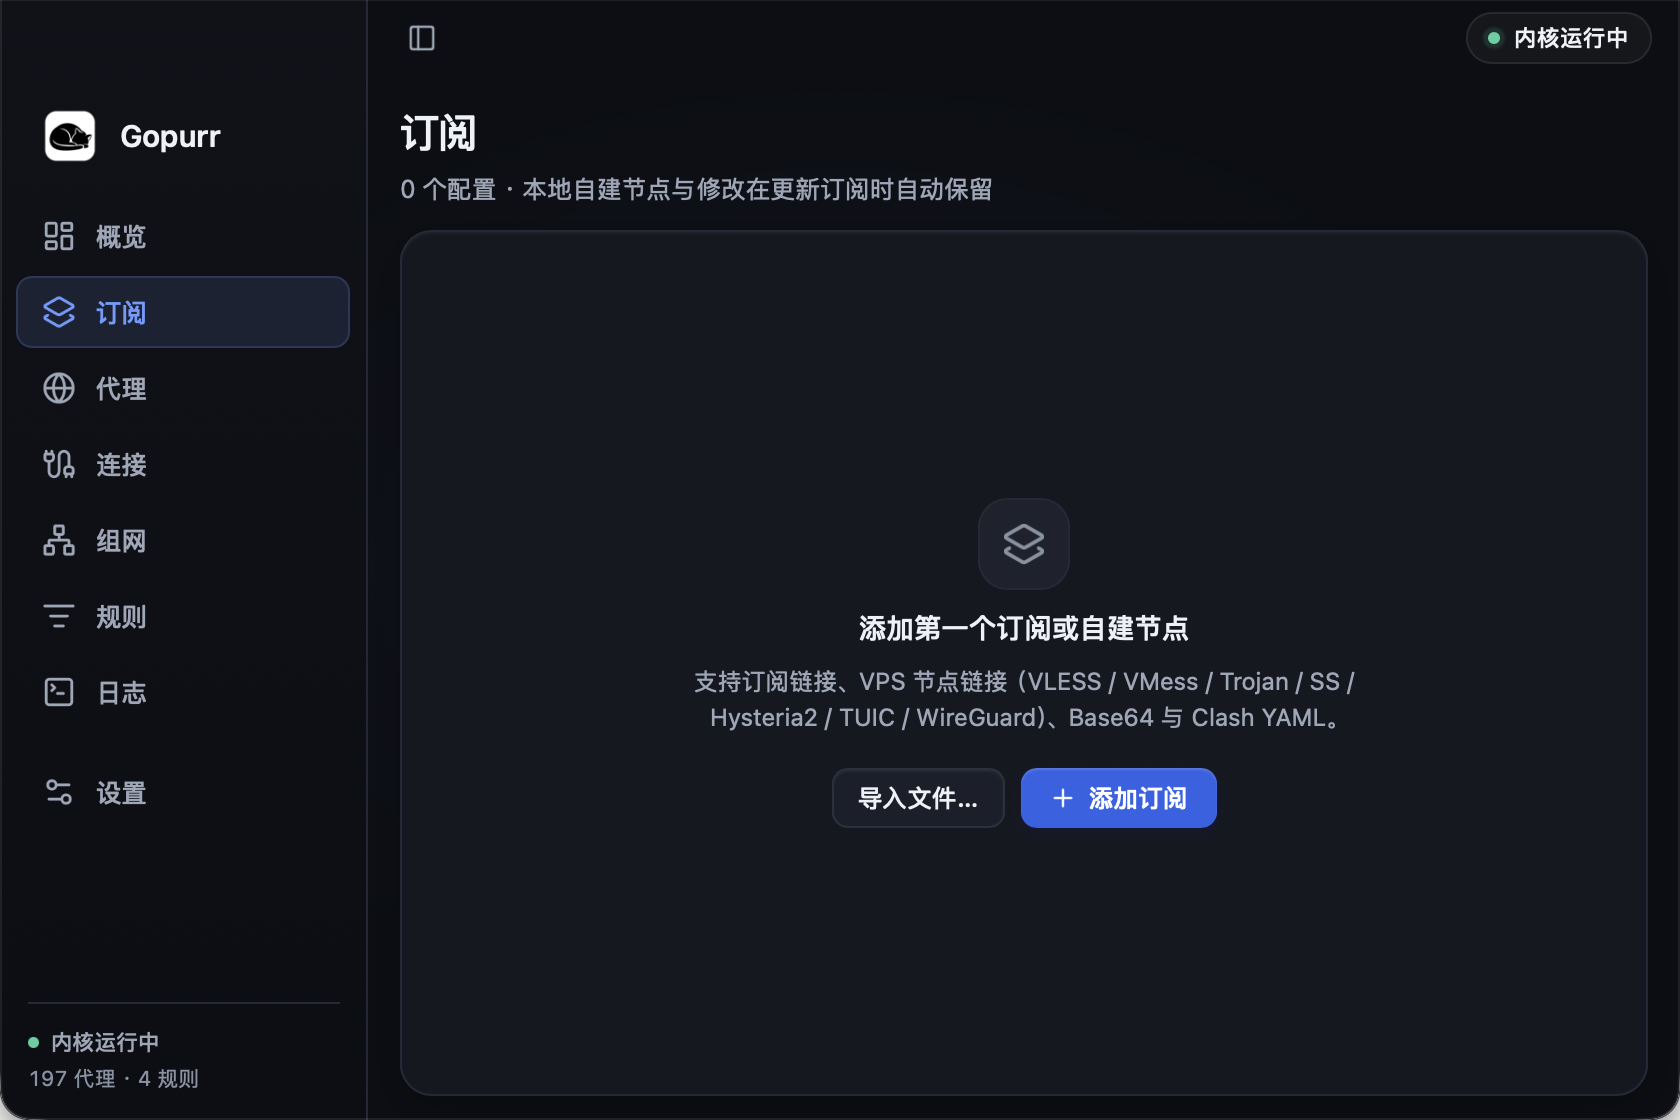 内核运行中
Gopurr
概览
订阅
代理
连接
组网
规则
日志
设置
内核运行中
197 代理 · 4 规则
订阅
0 个配置 · 本地自建节点与修改在更新订阅时自动保留
添加第一个订阅或自建节点
支持订阅链接、VPS 节点链接（VLESS / VMess / Trojan / SS /
Hysteria2 / TUIC / WireGuard）、Base64 与 Clash YAML。
导入文件...
添加订阅